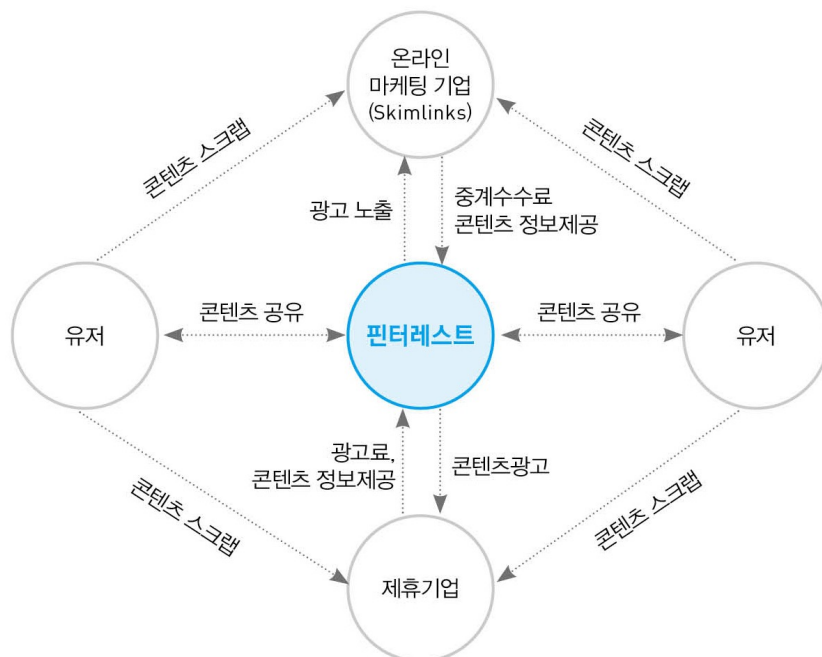 온라인
마케팅 기업
(Skimlinks)
콘텐츠 스크랩
콘텐츠 스크랩
광고 노출
중계수수료
콘텐츠 정보제공
유저
콘텐츠 공유
핀터레스트
콘텐츠 공유
유저
광고료,
콘텐츠 정보제공
콘텐츠광고
콘텐츠 스크랩
콘텐츠 스크랩
제휴기업